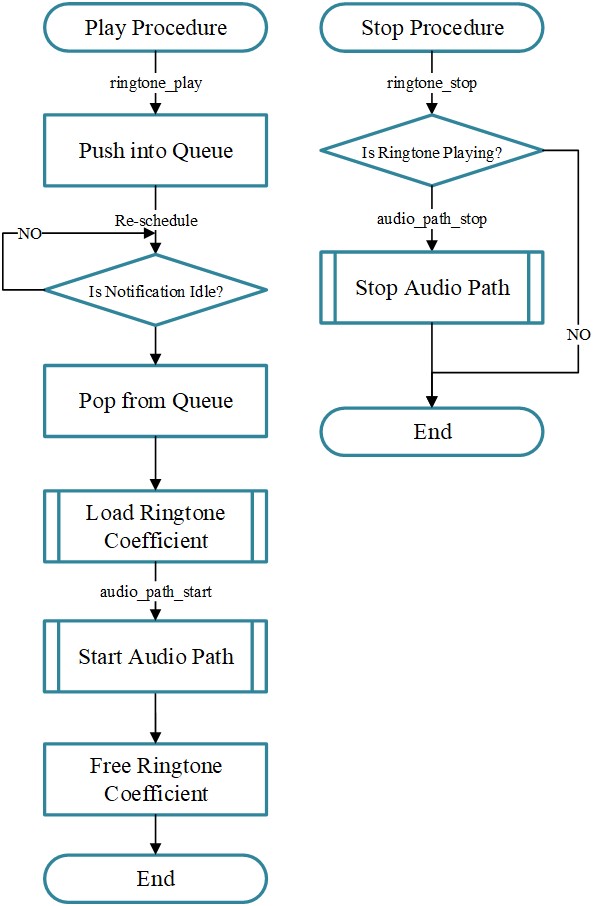 Play Procedure
ringtone_play
Push into Queue
Re-schedule
NO
Is Notification Idle?
Pop from Queue
Load Ringtone
Coefficient
audio_path_start
Start Audio Path
Free Ringtone
Coefficient
End
Stop Procedure
ringtone_stop
Is Ringtone Playing?
audio_path_stop
Stop Audio Path
NO
End